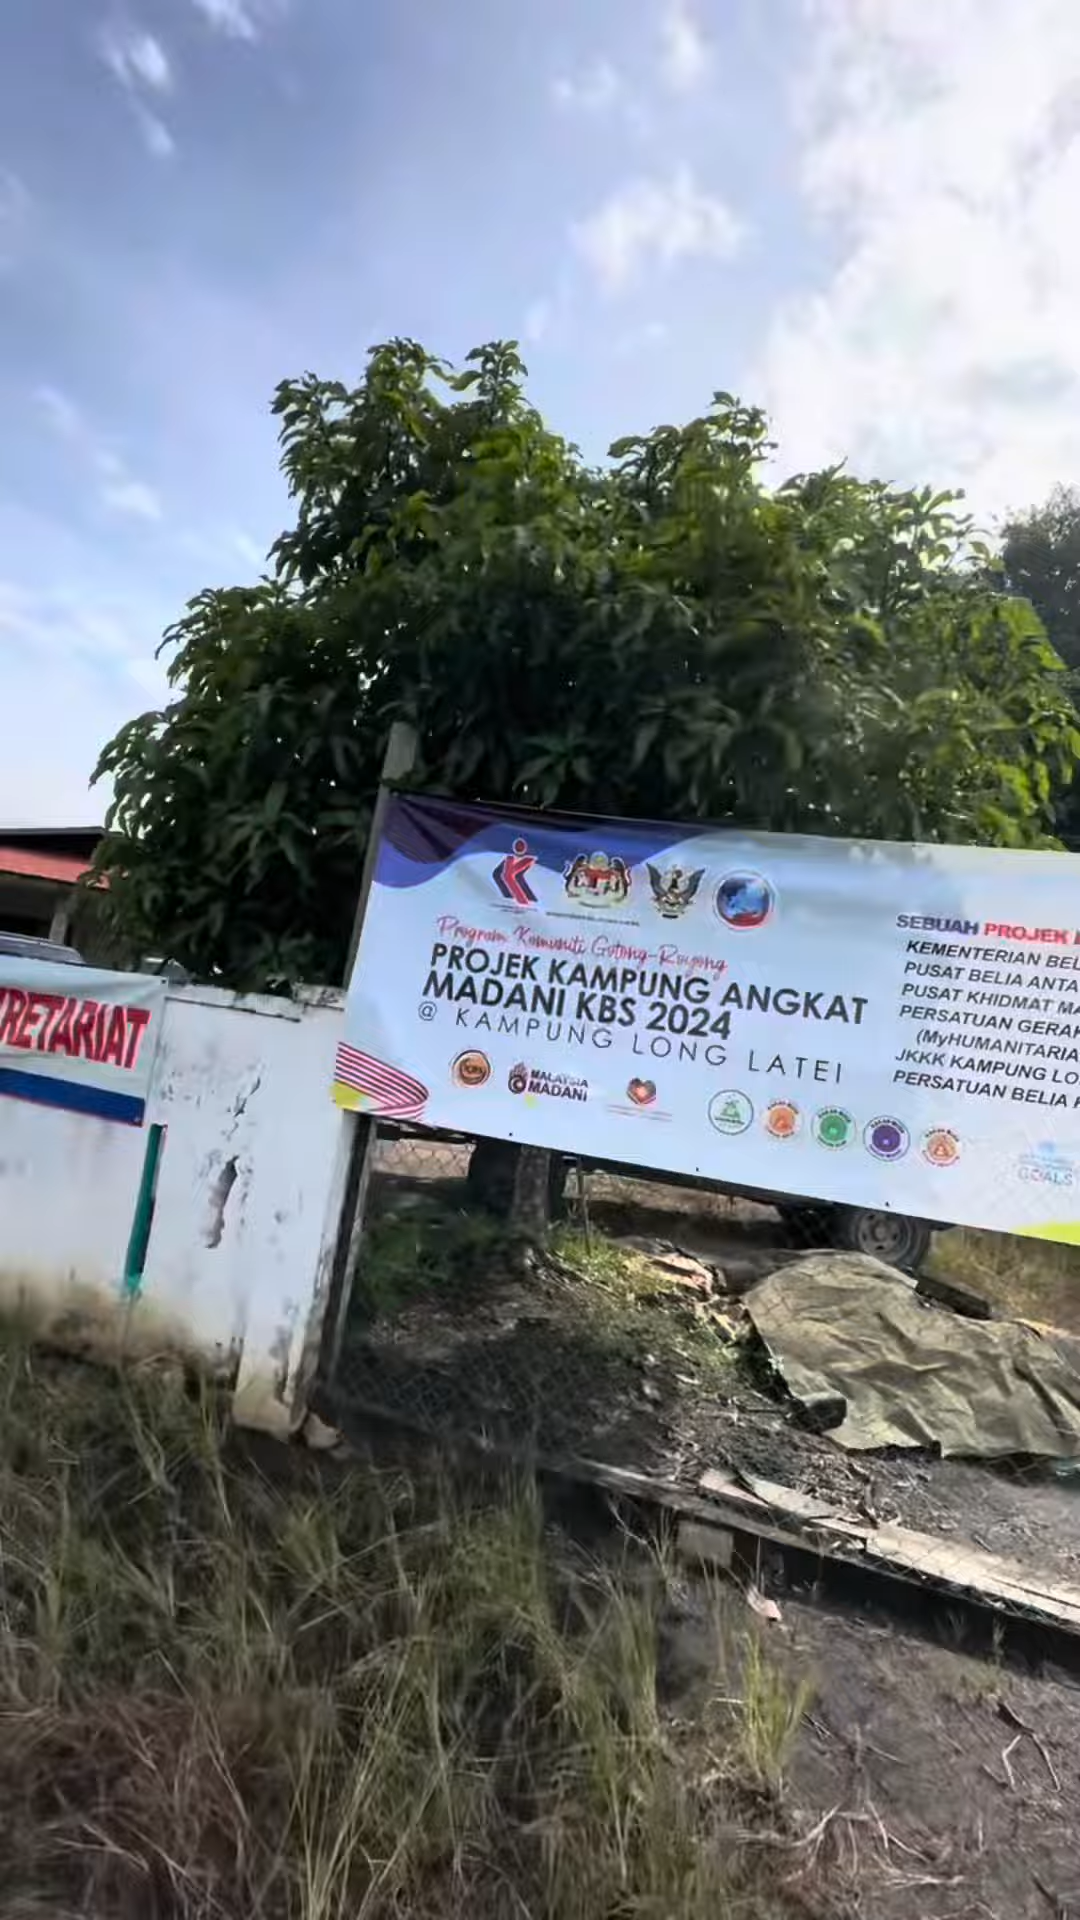 RETARIAT
Program Komuniti Gotong-Royong
PROJEK KAMPUNG ANGKAT
MADANI KBS 2024
@ KAMPUNG LONG LATEI
MALAYSIA
MADANI
SEBUAH PROJEK
KEMENTERIAN BEL
PUSAT BELIA ANTA
PUSAT KHIDMAT MA
PERSATUAN GERAK
(MyHUMANITARIA
JKKK KAMPUNG LO
PERSATUAN BELIA
GOALS